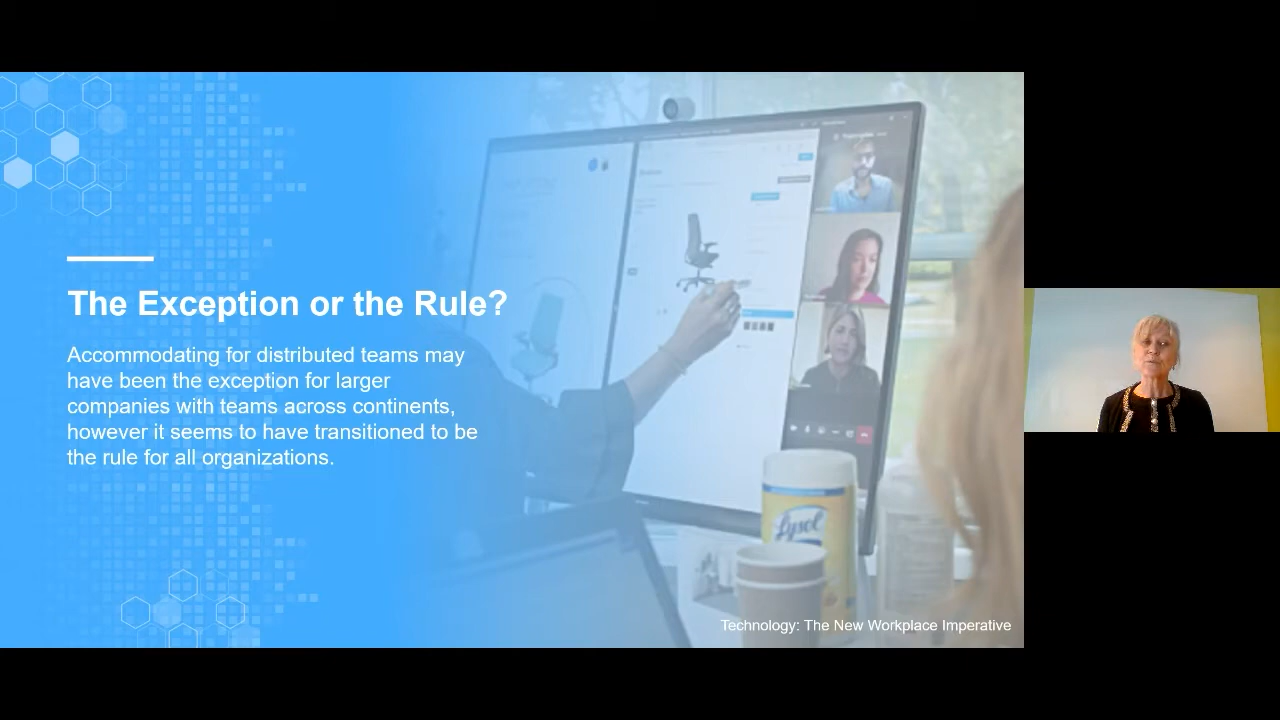 The Exception or the Rule?
Accommodating for distributed teams may
have been the exception for larger
companies with teams across continents,
however it seems to have transitioned to be
the rule for all organizations.
Lysol
Technology: The New Workplace Imperative